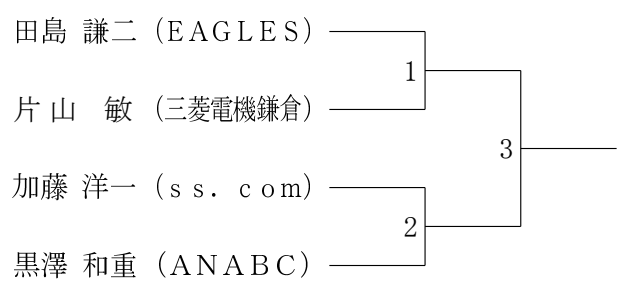 田島 謙二 （ＥＡＧＬＥＳ）
1
片山 敏 （三菱電機鎌倉）
3
加藤 洋一 （ｓｓ．ｃｏｍ）
2
黒澤 和重 （ＡＮＡＢＣ）